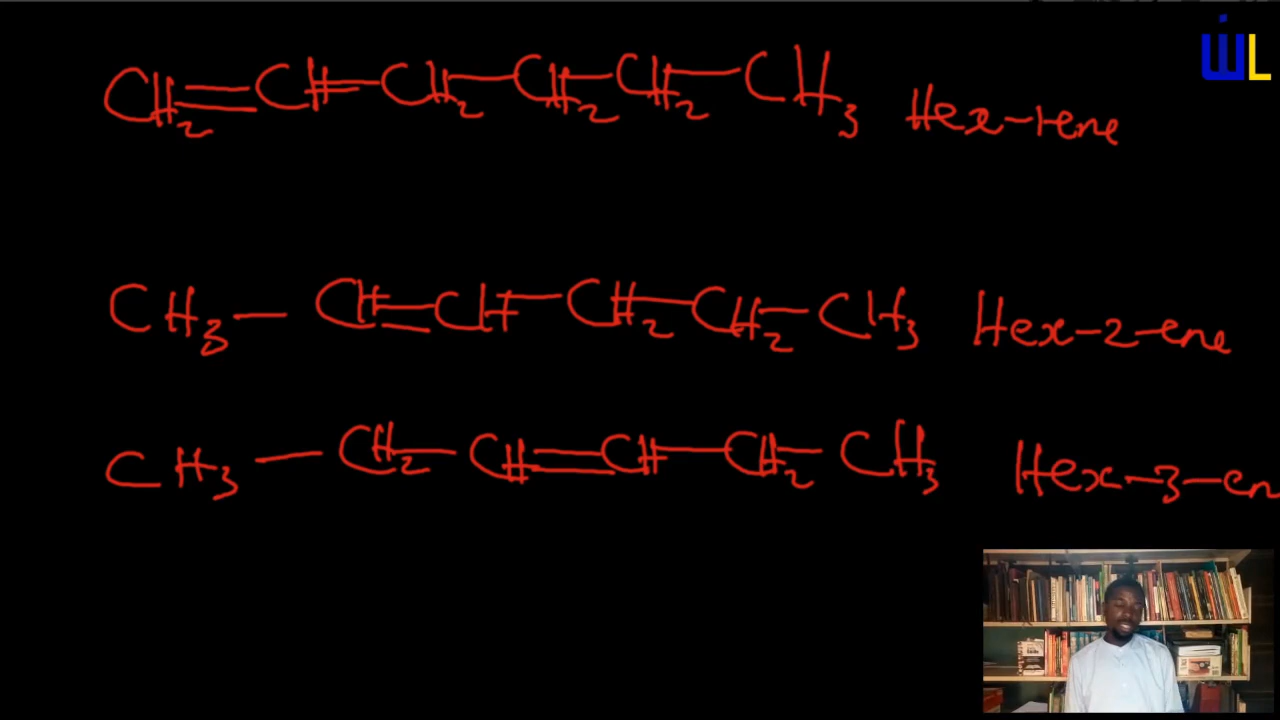 CH₂=CH-CH₂-CH₂-CH₂-CH₃ Hex-1ene
CH₃-CH=CH-CH₂-CH₂-CH₃ Hex-2-ene
CH₃-CH₂-CH=CH-CH₂-CH₃ Hex-3-en
WL